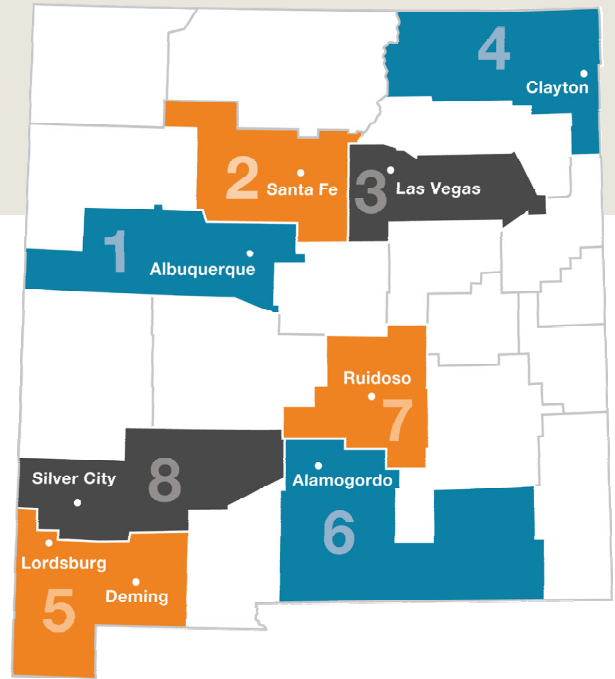 4
Clayton
2
Santa Fe
3
Las Vegas
1
Albuquerque
Ruidoso
7
Silver City
8
Alamogordo
6
Lordsburg
Deming
5